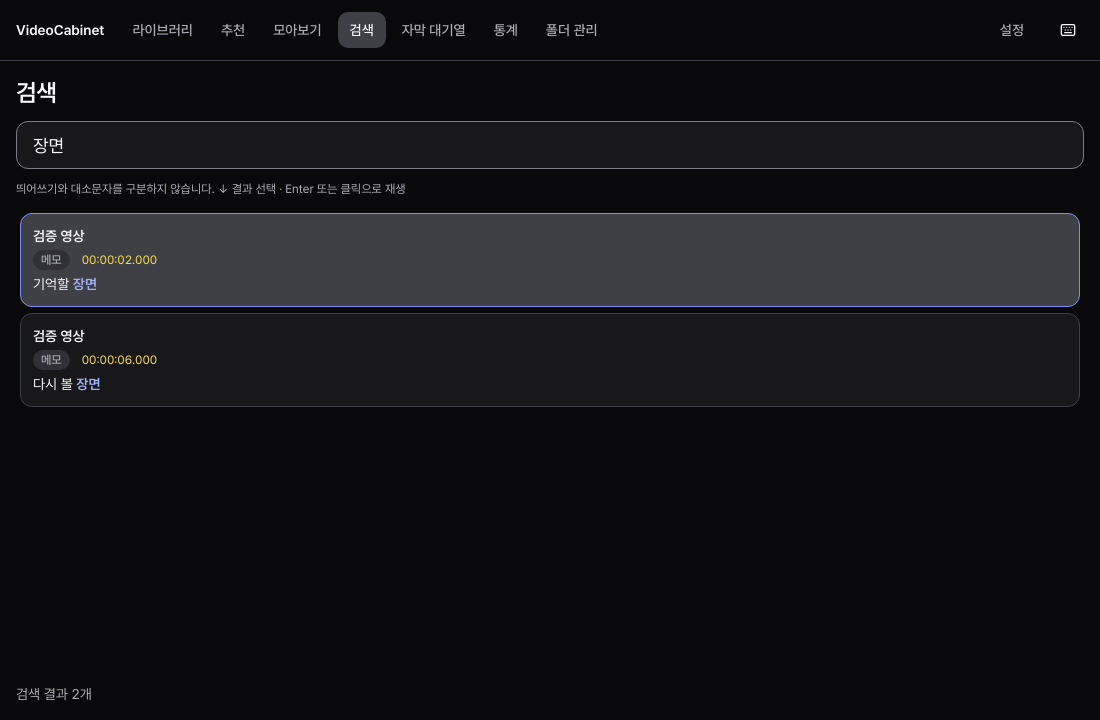 VideoCabinet 라이브러리 추천 모아보기 검색 자막 대기열 통계 폴더 관리 설정
검색
장면
띄어쓰기와 대소문자를 구분하지 않습니다. ↓ 결과 선택 · Enter 또는 클릭으로 재생
검증 영상
메모 00:00:02.000
기억할 장면
검증 영상
메모 00:00:06.000
다시 볼 장면
검색 결과 2개